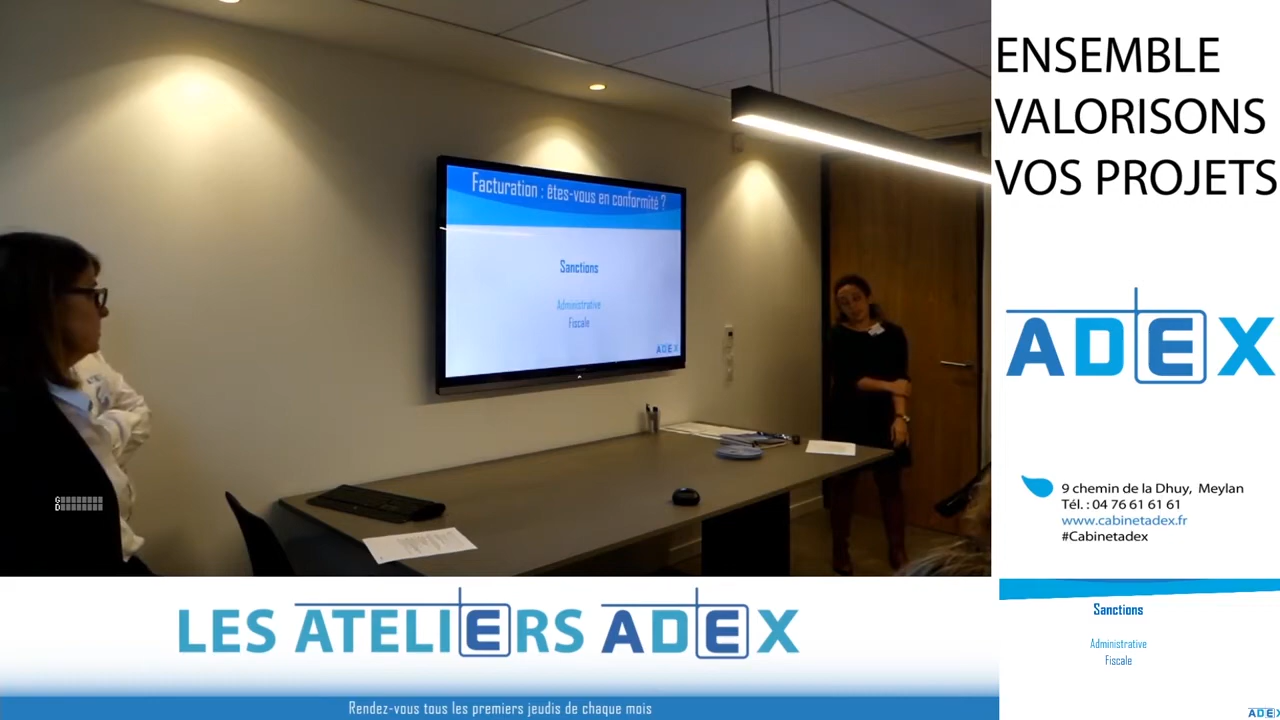 Facturation : êtes-vous en conformité ?
Sanctions
Administrative
Fiscale
ADEX
G
D
ENSEMBLE
VALORISONS
VOS PROJETS
ADEX
9 chemin de la Dhuy, Meylan
Tél. : 04 76 61 61 61
www.cabinetadex.fr
#Cabinetadex
LES ATELIERS ADEX
Rendez-vous tous les premiers jeudis de chaque mois
Sanctions
Administrative
Fiscale
ADEX